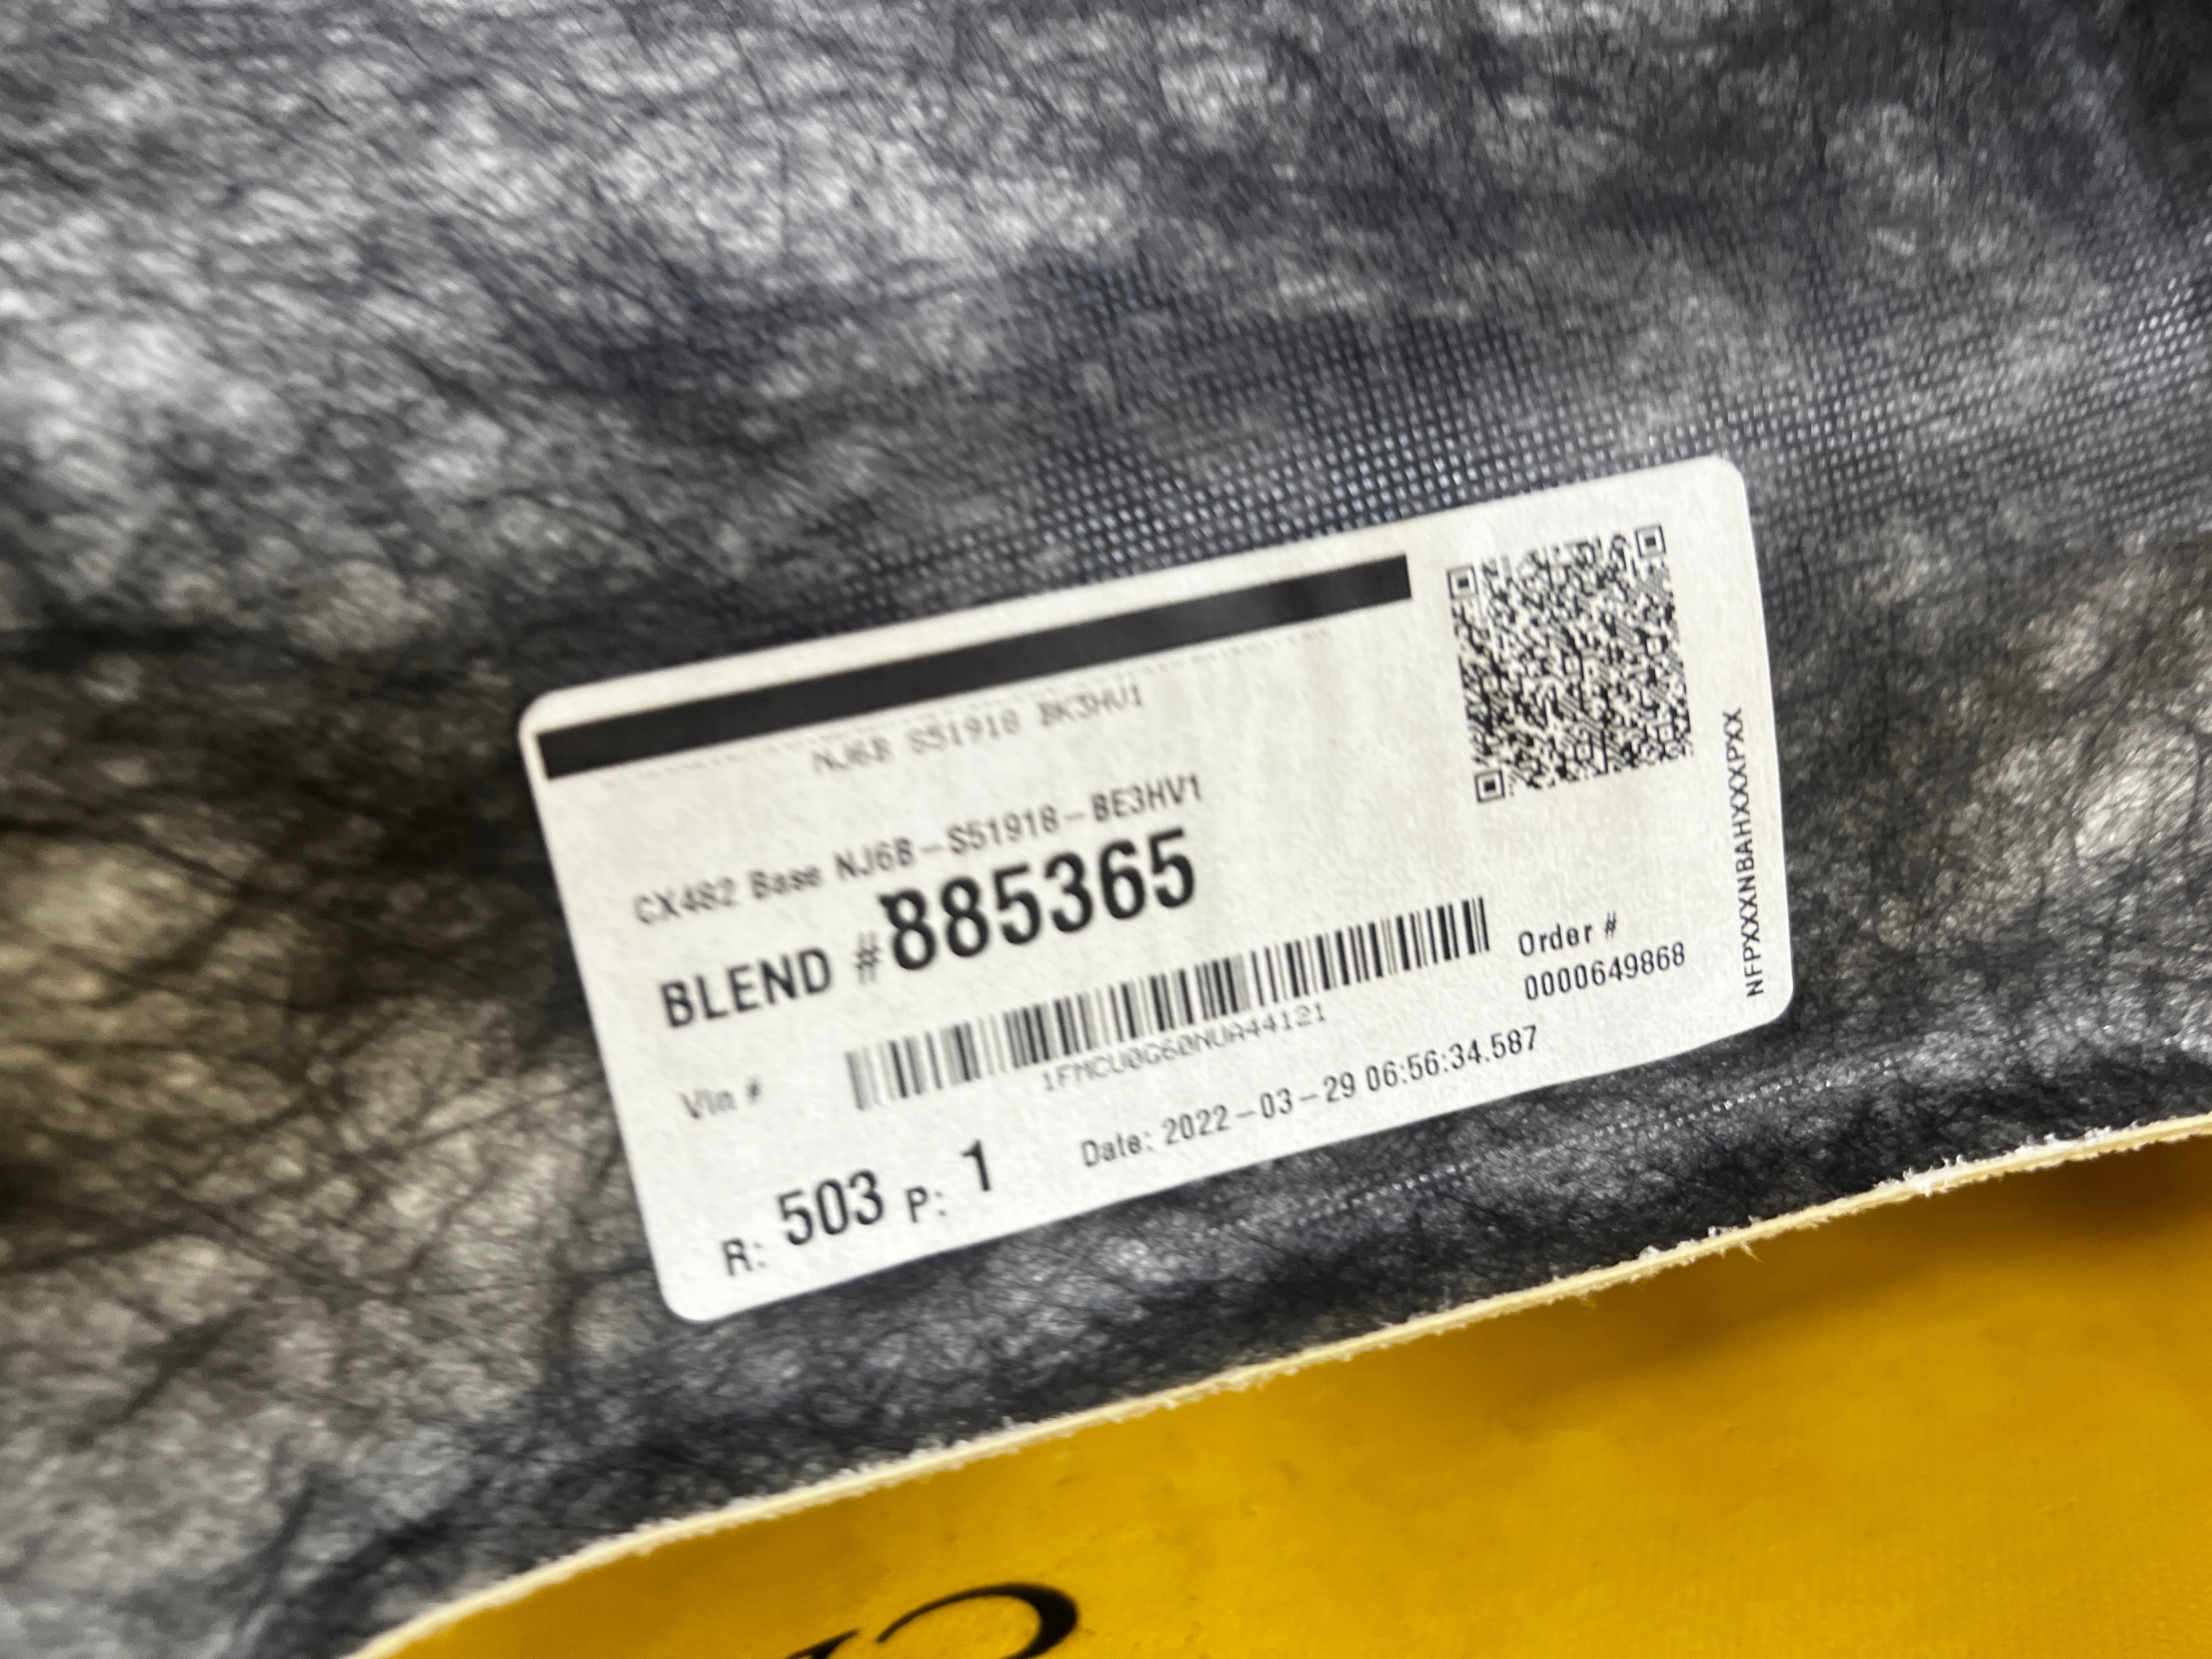 NJ6B S51918 BK3HV1
CX482 Base NJ6B-S51918-BE3HV1
BLEND #885365
Vin #
1FMCU0G60NUA44121
Order #
0000649868
R: 503 P: 1
Date: 2022-03-29 06:56:34.587
NFPXXXNBAHXXXPXX